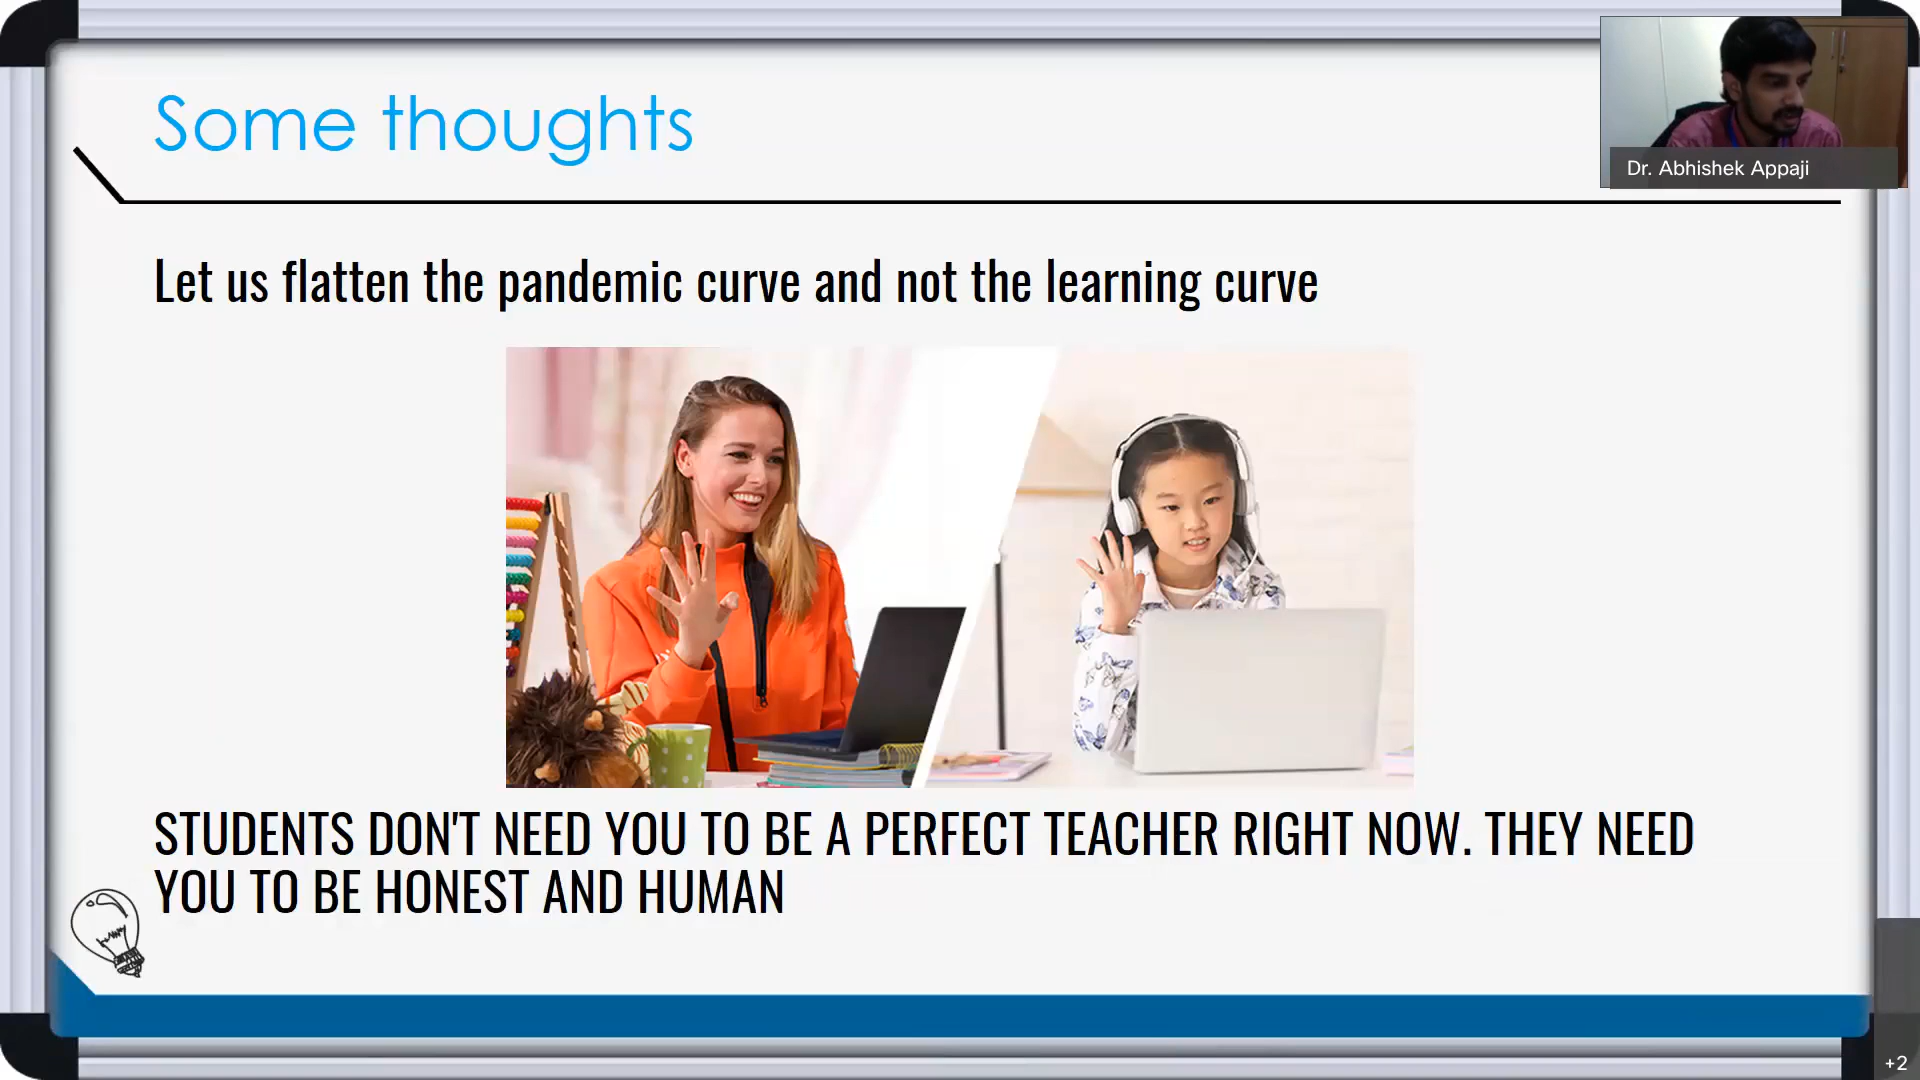 Some thoughts
Dr. Abhishek Appaji
Let us flatten the pandemic curve and not the learning curve
STUDENTS DON'T NEED YOU TO BE A PERFECT TEACHER RIGHT NOW. THEY NEED
YOU TO BE HONEST AND HUMAN
+2